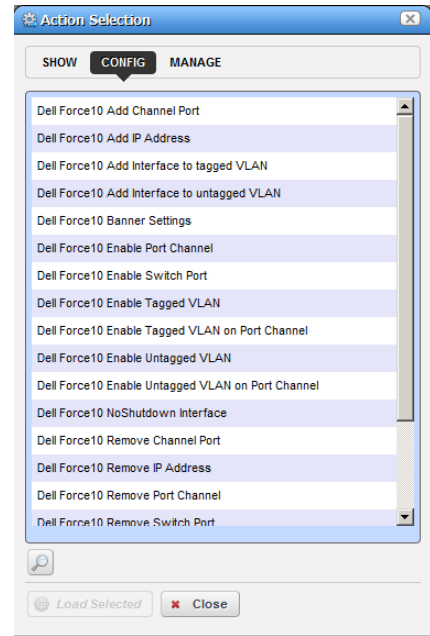 Action Selection
SHOW CONFIG MANAGE
Dell Force10 Add Channel Port
Dell Force10 Add IP Address
Dell Force10 Add Interface to tagged VLAN
Dell Force10 Add Interface to untagged VLAN
Dell Force10 Banner Settings
Dell Force10 Enable Port Channel
Dell Force10 Enable Switch Port
Dell Force10 Enable Tagged VLAN
Dell Force10 Enable Tagged VLAN on Port Channel
Dell Force10 Enable Untagged VLAN
Dell Force10 Enable Untagged VLAN on Port Channel
Dell Force10 NoShutdown Interface
Dell Force10 Remove Channel Port
Dell Force10 Remove IP Address
Dell Force10 Remove Port Channel
Dell Force10 Remove Switch Port
Load Selected Close